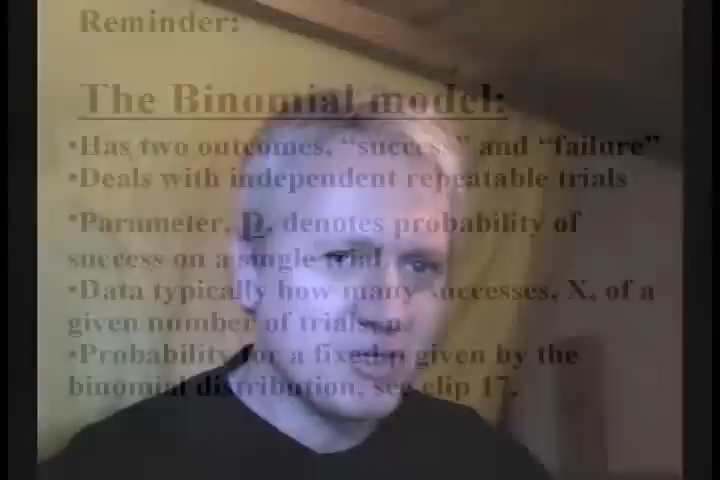 Reminder:
The Binomial model:
•Has two outcomes, “success” and “failure”
•Deals with independent repeatable trials
•Parameter, p, denotes probability of
success on a single trial
•Data typically how many successes, X, of a
given number of trials, n.
•Probability for a fixed p given by the
binomial distribution, see clip 17.